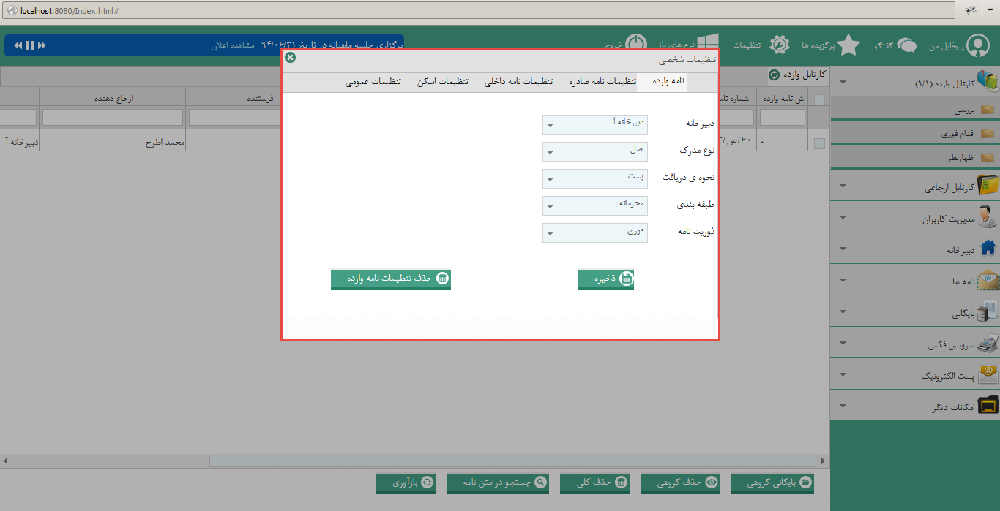 localhost:8080/Index.html#
پروفایل من
گفتگو
برگزیده ها
تنظیمات
فرم های باز
خروج
برگزاری جلسه ماهیانه در تاریخ ۹۴/۰۶/۳۱ مشاهده اعلان
کارتابل وارده (۱/۱)
بررسی
اقدام فوری
اظهارنظر
کارتابل ارجاعی
مدیریت کاربران
دبیرخانه
نامه ها
بایگانی
سرویس فکس
پست الکترونیک
امکانات دیگر
کارتابل وارده
ش نامه وارده
شماره نامه
فرستنده
ارجاع دهنده
۰
۶۰/ص/
محمد اطرج
دبیرخانه آ
تنظیمات شخصی
نامه وارده
تنظیمات نامه صادره
تنظیمات نامه داخلی
تنظیمات اسکن
تنظیمات عمومی
دبیرخانه
دبیرخانه آ
نوع مدرک
اصل
نحوه ی دریافت
پست
طبقه بندی
محرمانه
فوریت نامه
فوری
ذخیره
حذف تنظیمات نامه وارده
بایگانی گروهی
حذف گروهی
حذف کلی
جستجو در متن نامه
بازآوری